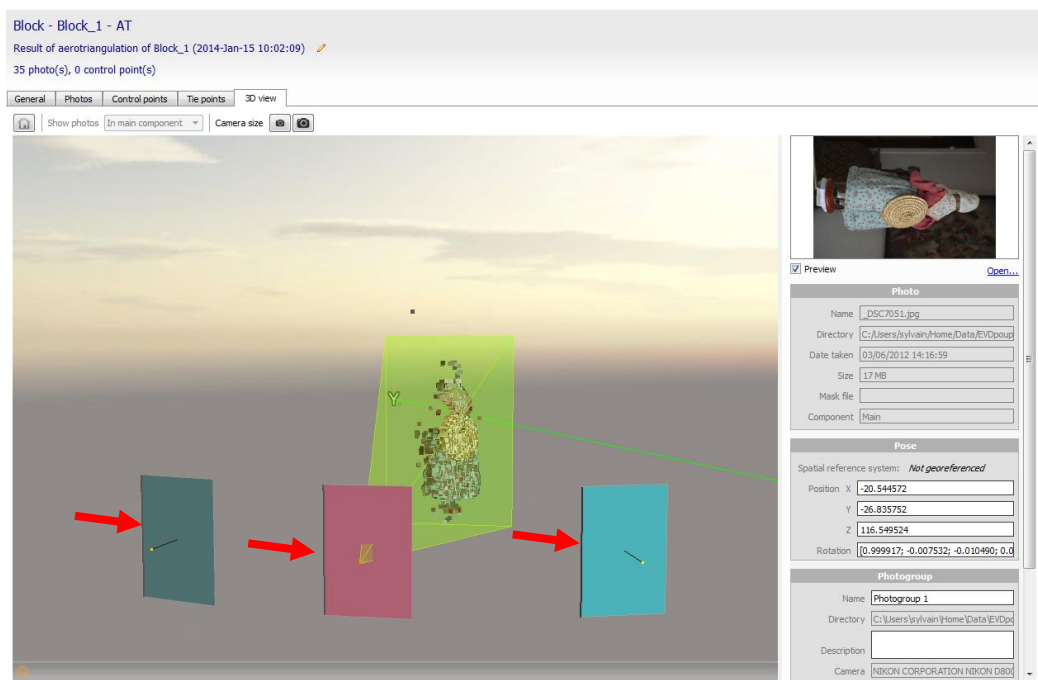 Block - Block_1 - AT
Result of aerotriangulation of Block_1 (2014-Jan-15 10:02:09)
35 photo(s), 0 control point(s)
General Photos Control points Tie points 3D view
Show photos In main component Camera size
Y
Preview Open...
Photo
Name _DSC7051.jpg
Directory C:/Users/sylvain/Home/Data/EVDpoup
Date taken 03/06/2012 14:16:59
Size 17 MB
Mask file
Component Main
Pose
Spatial reference system: Not georeferenced
Position X -20.544572
Y -26.835752
Z 116.549524
Rotation [0.999917; -0.007532; -0.010490; 0.0
Photogroup
Name Photogroup 1
Directory C:\Users\sylvain\Home\Data\EVDpo
Description
Camera NIKON CORPORATION NIKON D800